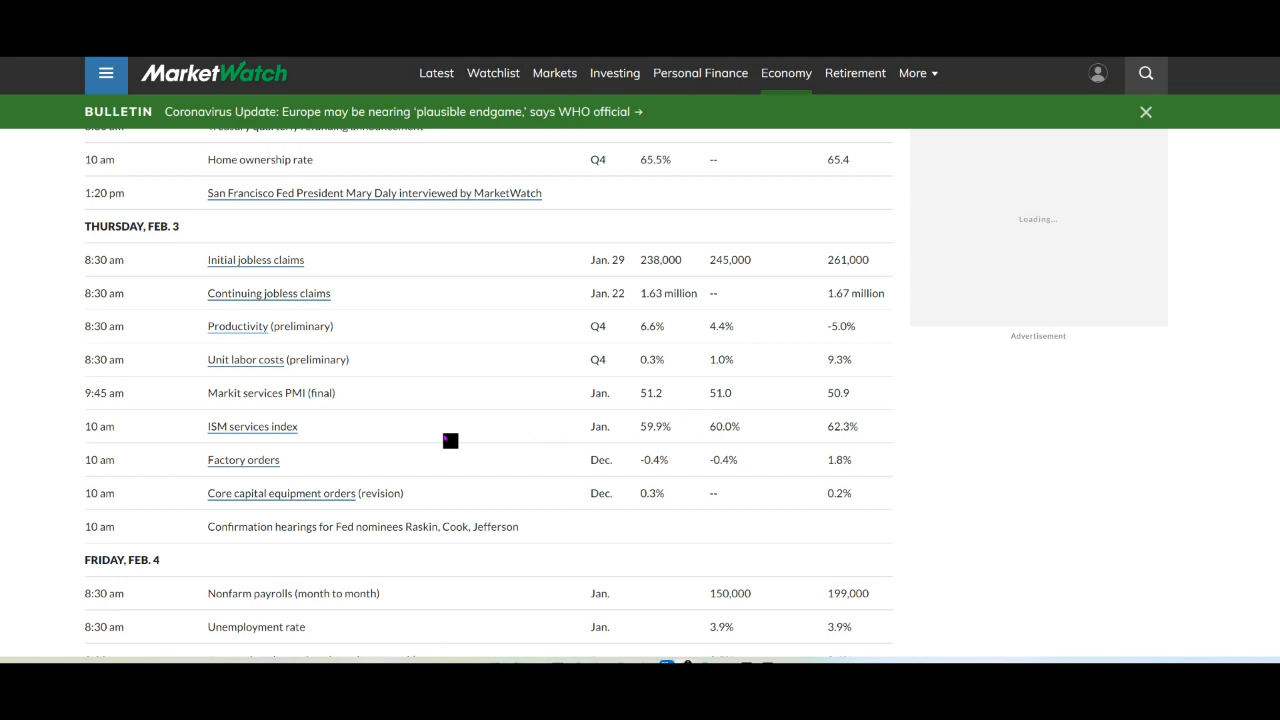 MarketWatch Latest Watchlist Markets Investing Personal Finance Economy Retirement More
BULLETIN Coronavirus Update: Europe may be nearing ‘plausible endgame,’ says WHO official →
10 am Home ownership rate Q4 65.5% -- 65.4
1:20 pm San Francisco Fed President Mary Daly interviewed by MarketWatch
Loading...
THURSDAY, FEB. 3
8:30 am Initial jobless claims Jan. 29 238,000 245,000 261,000
8:30 am Continuing jobless claims Jan. 22 1.63 million -- 1.67 million
8:30 am Productivity (preliminary) Q4 6.6% 4.4% -5.0%
Advertisement
8:30 am Unit labor costs (preliminary) Q4 0.3% 1.0% 9.3%
9:45 am Markit services PMI (final) Jan. 51.2 51.0 50.9
10 am ISM services index Jan. 59.9% 60.0% 62.3%
10 am Factory orders Dec. -0.4% -0.4% 1.8%
10 am Core capital equipment orders (revision) Dec. 0.3% -- 0.2%
10 am Confirmation hearings for Fed nominees Raskin, Cook, Jefferson
FRIDAY, FEB. 4
8:30 am Nonfarm payrolls (month to month) Jan. 150,000 199,000
8:30 am Unemployment rate Jan. 3.9% 3.9%